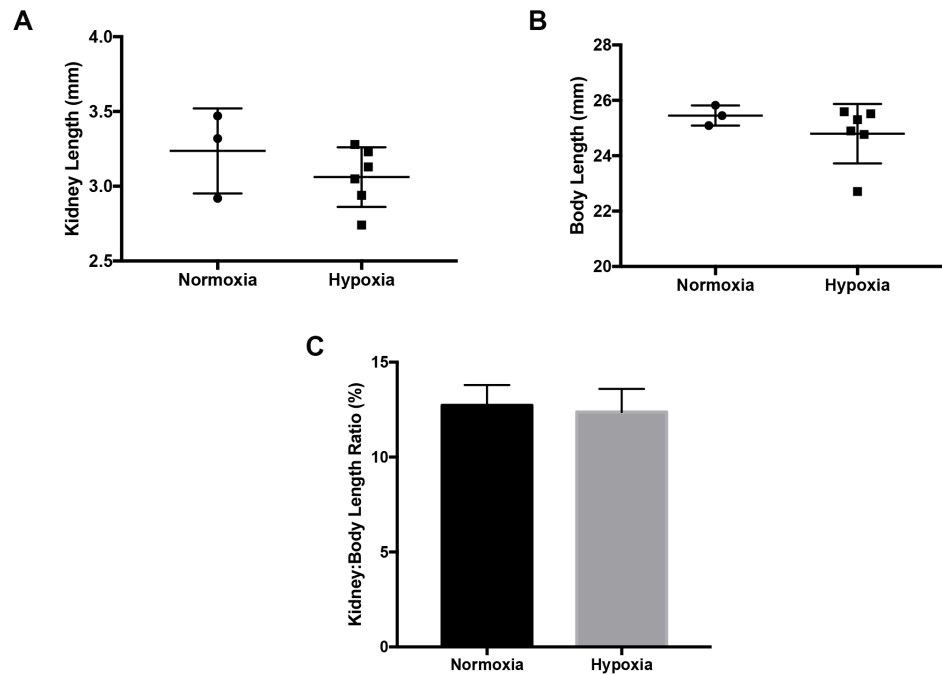 A
Kidney Length (mm)
4.0
3.5
3.0
2.5
Normoxia Hypoxia
B
Body Length (mm)
28
26
24
22
20
Normoxia Hypoxia
C
Kidney:Body Length Ratio (%)
15
10
5
0
Normoxia Hypoxia